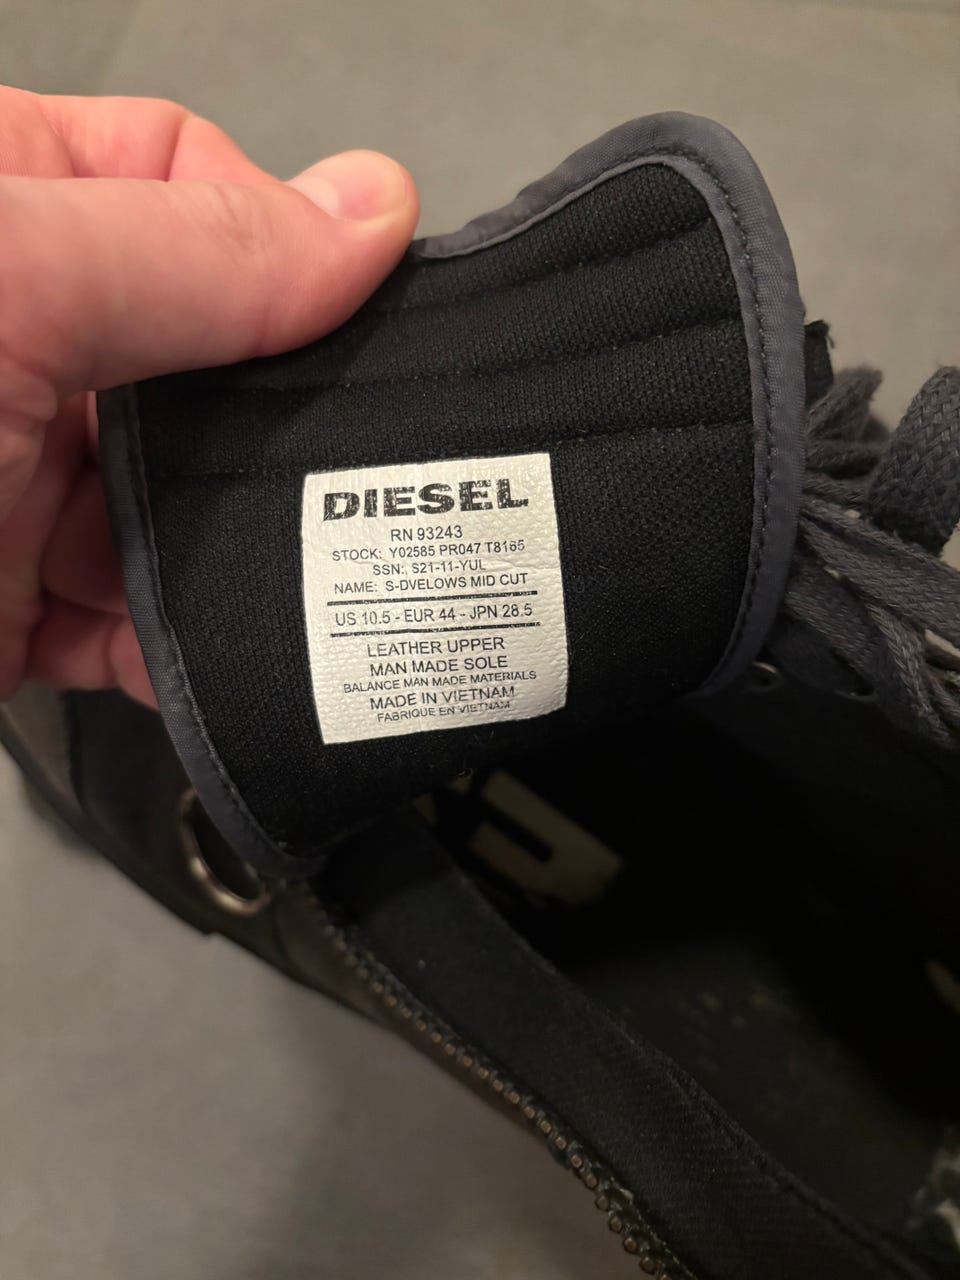 DIESEL
RN 93243
STOCK: Y02585 PR047 T8165
SSN: S21-11-YUL
NAME: S-DVELOWS MID CUT
US 10.5 - EUR 44 - JPN 28.5
LEATHER UPPER
MAN MADE SOLE
BALANCE MAN MADE MATERIALS
MADE IN VIETNAM
FABRIQUE EN VIETNAM